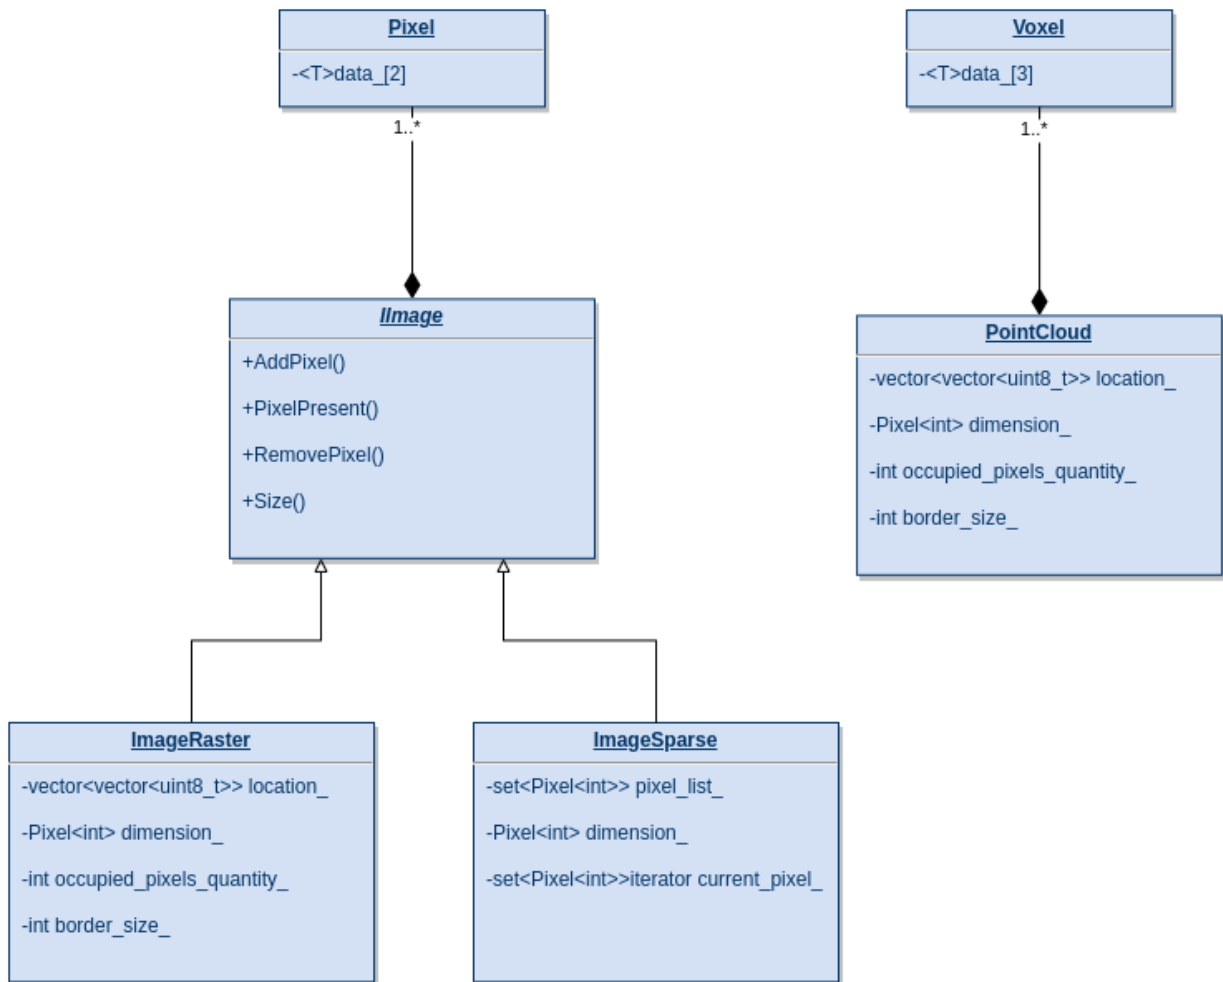 Pixel
-<T>data_[2]
1..*
Voxel
-<T>data_[3]
1..*
IImage
+AddPixel()
+PixelPresent()
+RemovePixel()
+Size()
PointCloud
-vector<vector<uint8_t>> location_
-Pixel<int> dimension_
-int occupied_pixels_quantity_
-int border_size_
ImageRaster
-vector<vector<uint8_t>> location_
-Pixel<int> dimension_
-int occupied_pixels_quantity_
-int border_size_
ImageSparse
-set<Pixel<int>> pixel_list_
-Pixel<int> dimension_
-set<Pixel<int>>iterator current_pixel_